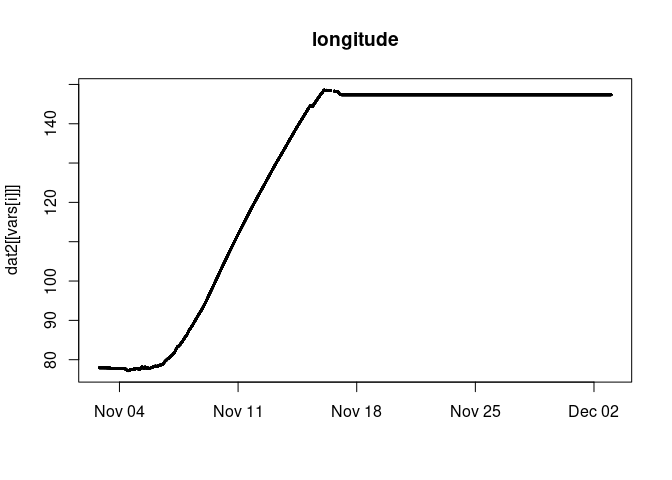 longitude
dat2[[vars[i]]]
140
120
100
90
80
Nov 04
Nov 11
Nov 18
Nov 25
Dec 02